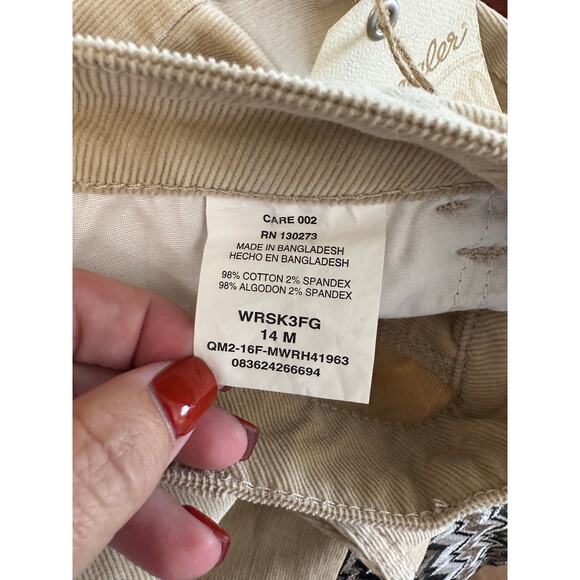 CARE 002
RN 130273
MADE IN BANGLADESH
HECHO EN BANGLADESH
98% COTTON 2% SPANDEX
98% ALGODON 2% SPANDEX
WRSK3FG
14 M
QM2-16F-MWRH41963
083624266694